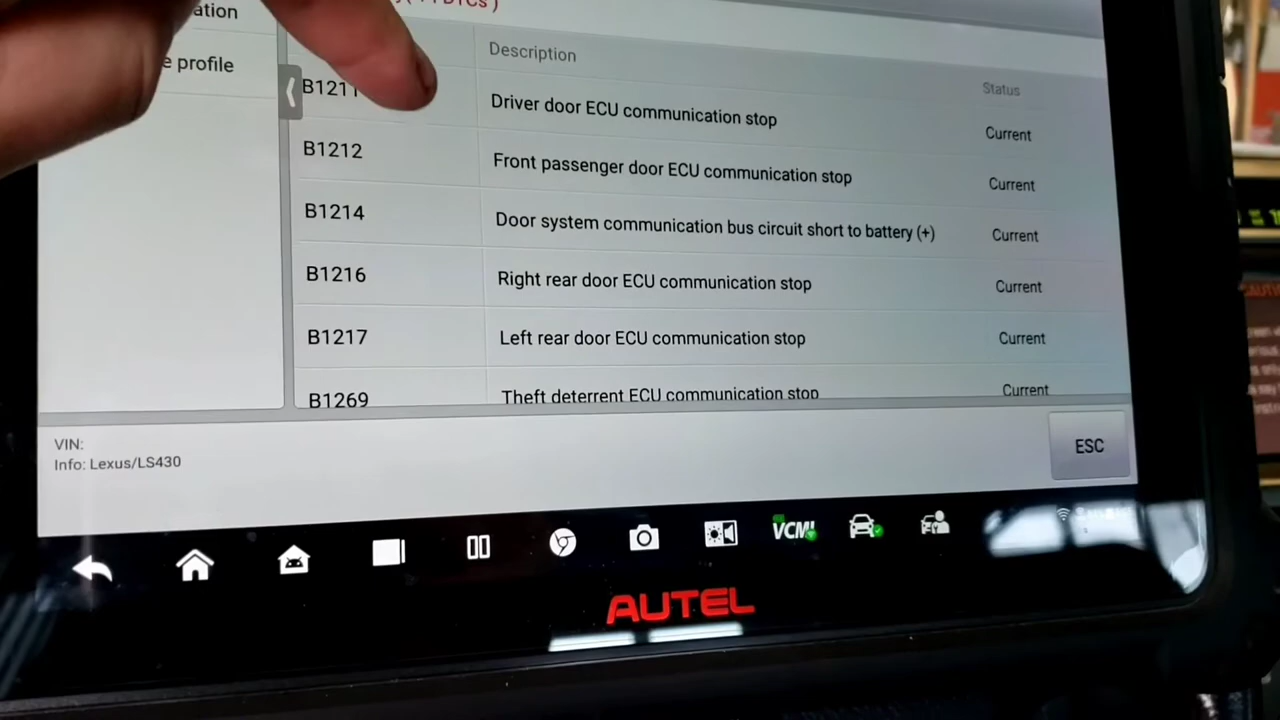 ation
e profile
Description
Status
B1211
Driver door ECU communication stop
Current
B1212
Front passenger door ECU communication stop
Current
B1214
Door system communication bus circuit short to battery (+)
Current
B1216
Right rear door ECU communication stop
Current
B1217
Left rear door ECU communication stop
Current
B1269
Theft deterrent ECU communication stop
Current
VIN:
Info: Lexus/LS430
ESC
VCMI
AUTEL